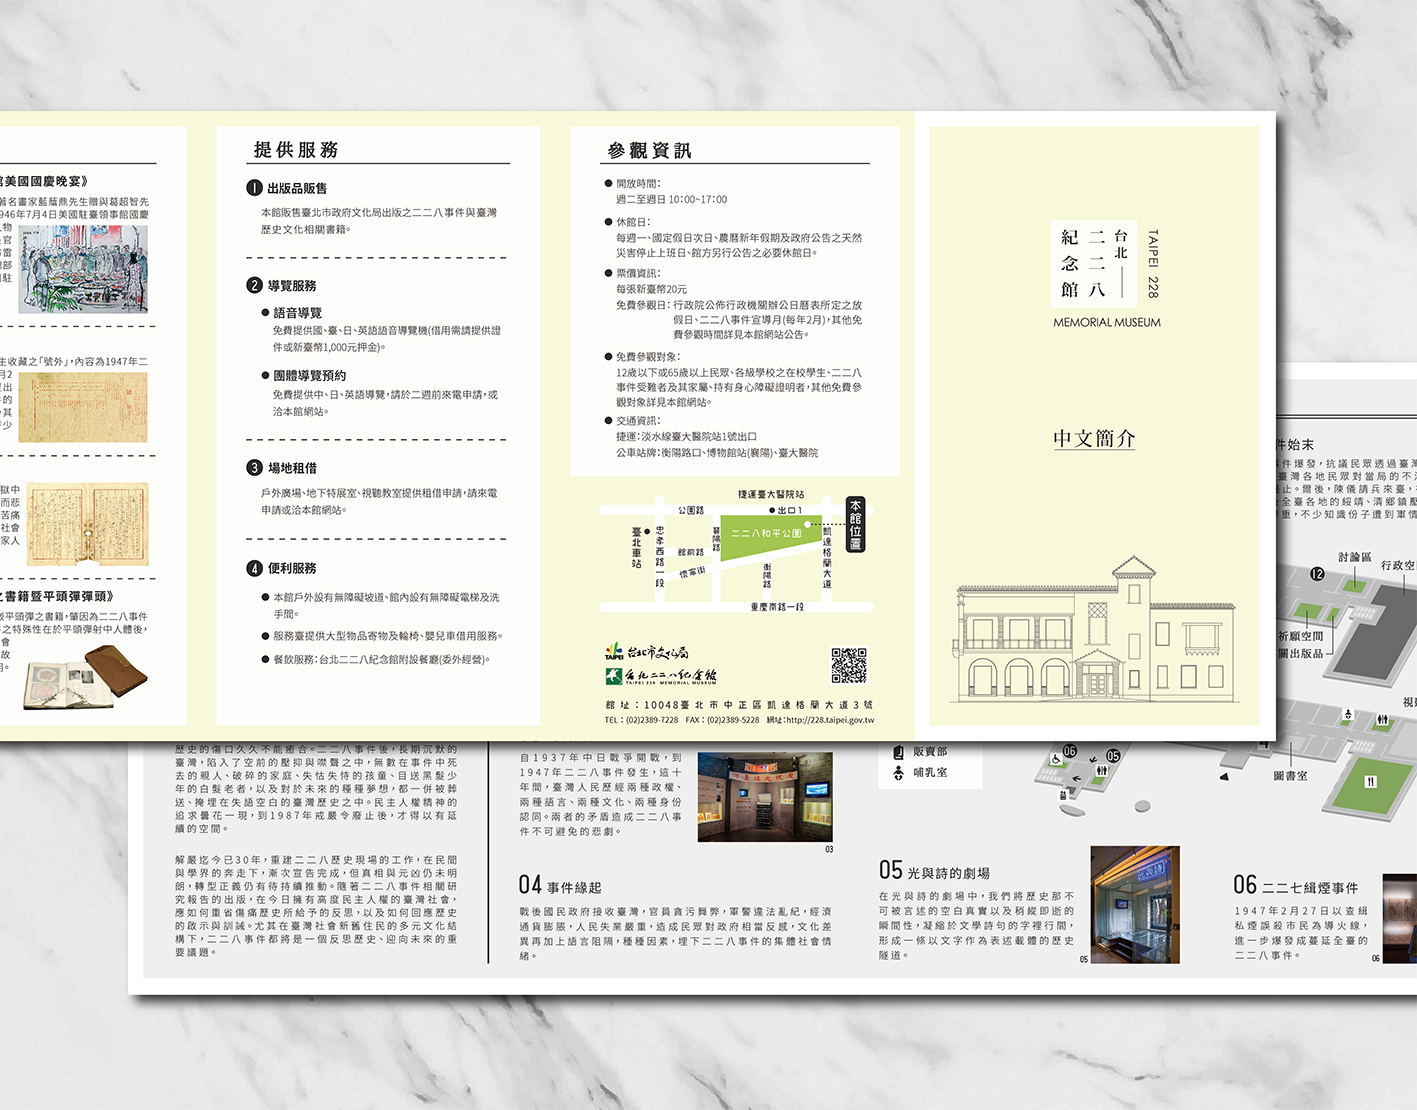 館美國國慶晚宴》
著名畫家藍蔭鼎先生贈與葛超智先
946年7月4日美國駐臺領事館國慶
生收藏之「號外」,內容為1947年二
獄中
而悲
苦痛
社會
家人
之書籍暨平頭彈彈頭》
嵌平頭彈之書籍,肇因為二二八事件
件之特殊性在於平頭彈射中人體後,
提供服務
1 出版品販售
本館販售臺北市政府文化局出版之二二八事件與臺灣
歷史文化相關書籍。
2 導覽服務
● 語音導覽
免費提供國、臺、日、英語語音導覽機(借用需請提供證
件或新臺幣1,000元押金)。
● 團體導覽預約
免費提供中、日、英語導覽,請於二週前來電申請,或
洽本館網站。
3 場地租借
戶外廣場、地下特展室、視聽教室提供租借申請,請來電
申請或洽本館網站。
4 便利服務
● 本館戶外設有無障礙坡道、館內設有無障礙電梯及洗
手間。
● 服務臺提供大型物品寄物及輪椅、嬰兒車借用服務。
● 餐飲服務:台北二二八紀念館附設餐廳(委外經營)。
參觀資訊
● 開放時間:
週二至週日 10:00~17:00
● 休館日:
每週一、國定假日次日、農曆新年假期及政府公告之天然
災害停止上班日、館方另行公告之必要休館日。
● 票價資訊:
每張新臺幣20元
免費參觀日:行政院公佈行政機關辦公日曆表所定之放
假日、二二八事件宣導月(每年2月),其他免
費參觀時間詳見本館網站公告。
● 免費參觀對象:
12歲以下或65歲以上民眾、各級學校之在校學生、二二八
事件受難者及其家屬、持有身心障礙證明者,其他免費參
觀對象詳見本館網站。
● 交通資訊:
捷運:淡水線臺大醫院站1號出口
公車站牌:衡陽路口、博物館站(襄陽)、臺大醫院
捷運臺大醫院站
公園路
●出口1
本館位置
臺北車站
忠孝西路一段
襄陽路
二二八和平公園
凱達格蘭大道
館前路
懷寧街
衡陽路
重慶南路一段
TAIPEI 台北市文化局
台北二二八紀念館
TAIPEI 228 MEMORIAL MUSEUM
館址:10048臺北市中正區凱達格蘭大道3號
TEL:(02)2389-7228 FAX:(02)2389-5228 網址:http://228.taipei.gov.tw
台北
二二八
紀念館
TAIPEI 228
MEMORIAL MUSEUM
中文簡介
歷史的傷口久久不能癒合。二二八事件後,長期沉默的
臺灣,陷入了空前的壓抑與噤聲之中,無數在事件中死
去的親人、破碎的家庭、失怙失恃的孩童、目送黑髮少
年的白髮老者,以及對於未來的種種夢想,都一併被葬
送、掩埋在失語空白的臺灣歷史之中。民主人權精神的
追求曇花一現,到1987年戒嚴令廢止後,才得以有延
續的空間。
解嚴迄今已30年,重建二二八歷史現場的工作,在民間
與學界的奔走下,漸次宣告完成,但真相與元凶仍未明
朗,轉型正義仍有待持續推動。隨著二二八事件相關研
究報告的出版,在今日擁有高度民主人權的臺灣社會,
應如何重省傷痛歷史所給予的反思,以及如何回應歷史
的啟示與訓誡。尤其在臺灣社會新舊住民的多元文化結
構下,二二八事件都將是一個反思歷史、迎向未來的重
要議題。
自1937年中日戰爭開戰,到
1947年二二八事件發生,這十
年間,臺灣人民歷經兩種政權、
兩種語言、兩種文化、兩種身份
認同。兩者的矛盾造成二二八事
件不可避免的悲劇。
03
04 事件緣起
戰後國民政府接收臺灣,官員貪污舞弊,軍警違法亂紀,經濟
通貨膨脹,人民失業嚴重,造成民眾對政府相當反感,文化差
異再加上語言阻隔,種種因素,埋下二二八事件的集體社會情
緒。
販賣部
哺乳室
06
05
05 光與詩的劇場
在光與詩的劇場中,我們將歷史那不
可被言述的空白真實以及稍縱即逝的
瞬間性,凝縮於文學詩句的字裡行間,
形成一條以文字作為表述載體的歷史
隧道。
05
件始末
事件爆發,抗議民眾透過臺灣
臺灣各地民眾對當局的不滿
止。爾後,陳儀請兵來臺,
全臺各地的綏靖、清鄉鎮壓
重,不少知識份子遭到軍情
12
討論區
行政空間
祈願空間
關出版品
圖書室
06 二二七緝煙事件
1947年2月27日以查緝
私煙誤殺市民為導火線,
進一步爆發成蔓延全臺的
二二八事件。
06